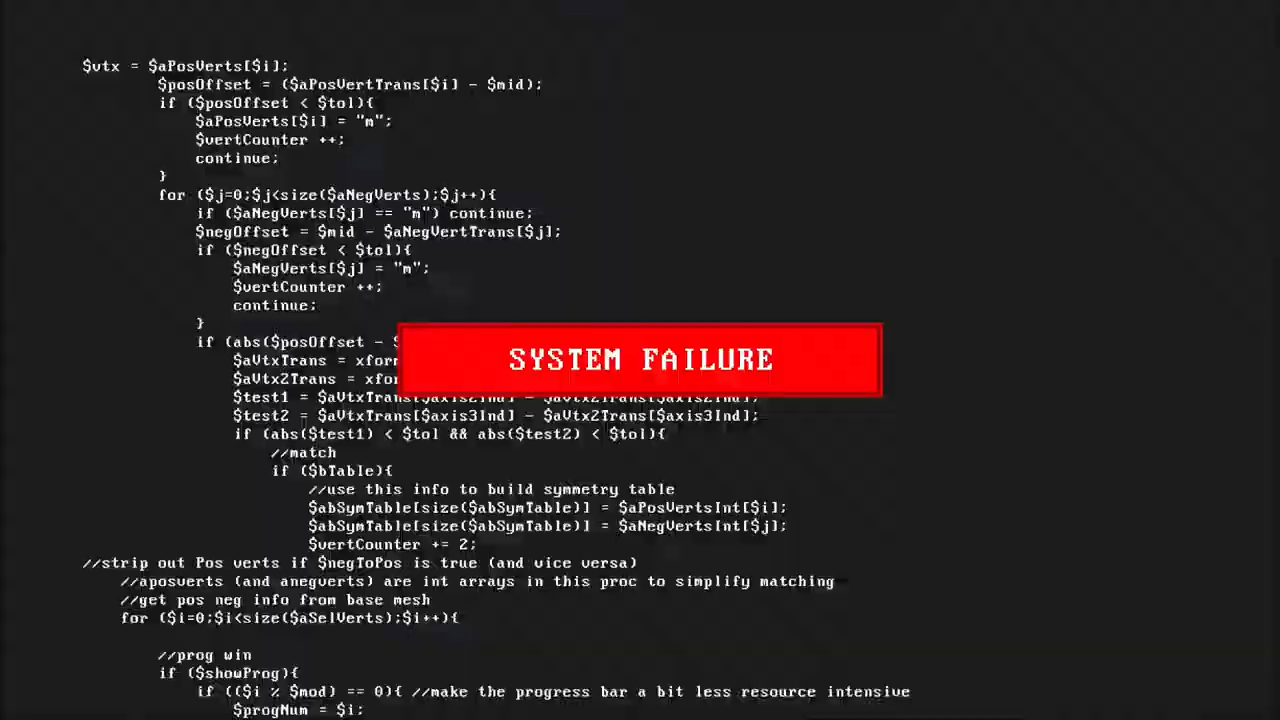 $vtx = $aPosVerts[$i];
$posOffset = ($aPosVertTrans[$i] - $mid);
if ($posOffset < $tol){
$aPosVerts[$i] = "m";
$vertCounter ++;
continue;
}
for ($j=0;$j<size($aNegVerts);$j++){
if ($aNegVerts[$j] == "m") continue;
$negOffset = $mid - $aNegVertTrans[$j];
if ($negOffset < $tol){
$aNegVerts[$j] = "m";
$vertCounter ++;
continue;
}
if (abs($posOffset -
$aVtxTrans =
SYSTEM FAILURE
$aVtx2Trans =
$test1 = $aVtxTrans[$axis2Ind] - $aVtx2Trans[$axis2Ind];
$test2 = $aVtxTrans[$axis3Ind] - $aVtx2Trans[$axis3Ind];
if (abs($test1) < $tol && abs($test2) < $tol){
//match
if ($bTable){
//use this info to build symmetry table
$abSymTable[size($abSymTable)] = $aPosVertsInt[$i];
$abSymTable[size($abSymTable)] = $aNegVertsInt[$j];
$vertCounter += 2;
//strip out Pos verts if $negToPos is true (and vice versa)
//aposverts (and anegverts) are int arrays in this proc to simplify matching
//get pos neg info from base mesh
for ($i=0;$i<size($aSelVerts);$i++){
//prog win
if ($showProg){
if (($i % $mod) == 0){ //make the progress bar a bit less resource intensive
$progNum = $i;